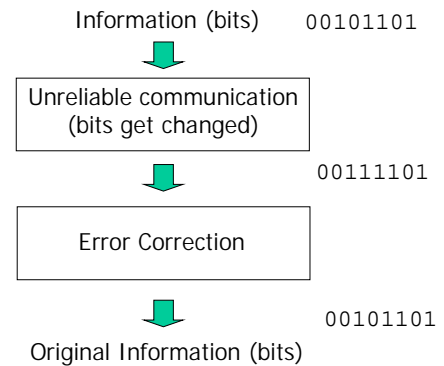 Information (bits) 00101101
Unreliable communication
(bits get changed)
00111101
Error Correction
00101101
Original Information (bits)